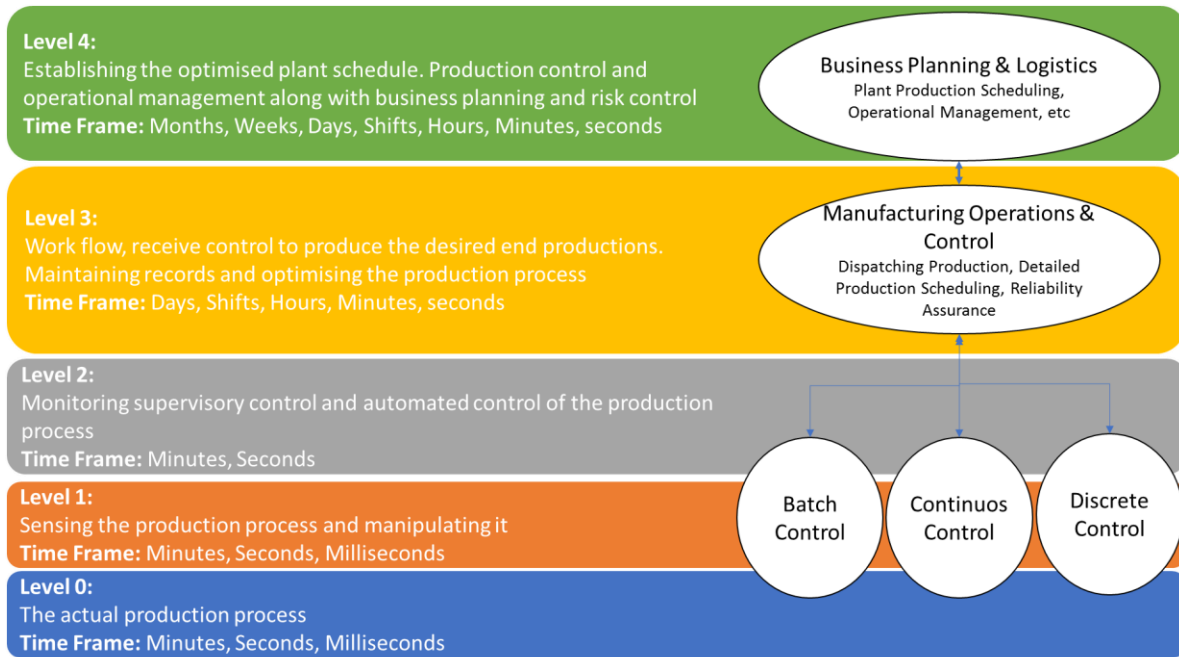 Level 4:
Establishing the optimised plant schedule. Production control and
operational management along with business planning and risk control
Time Frame: Months, Weeks, Days, Shifts, Hours, Minutes, seconds
Business Planning & Logistics
Plant Production Scheduling,
Operational Management, etc
Level 3:
Work flow, receive control to produce the desired end productions.
Maintaining records and optimising the production process
Time Frame: Days, Shifts, Hours, Minutes, seconds
Manufacturing Operations &
Control
Dispatching Production, Detailed
Production Scheduling, Reliability
Assurance
Level 2:
Monitoring supervisory control and automated control of the production
process
Time Frame: Minutes, Seconds
Level 1:
Sensing the production process and manipulating it
Time Frame: Minutes, Seconds, Milliseconds
Batch
Control
Continuos
Control
Discrete
Control
Level 0:
The actual production process
Time Frame: Minutes, Seconds, Milliseconds